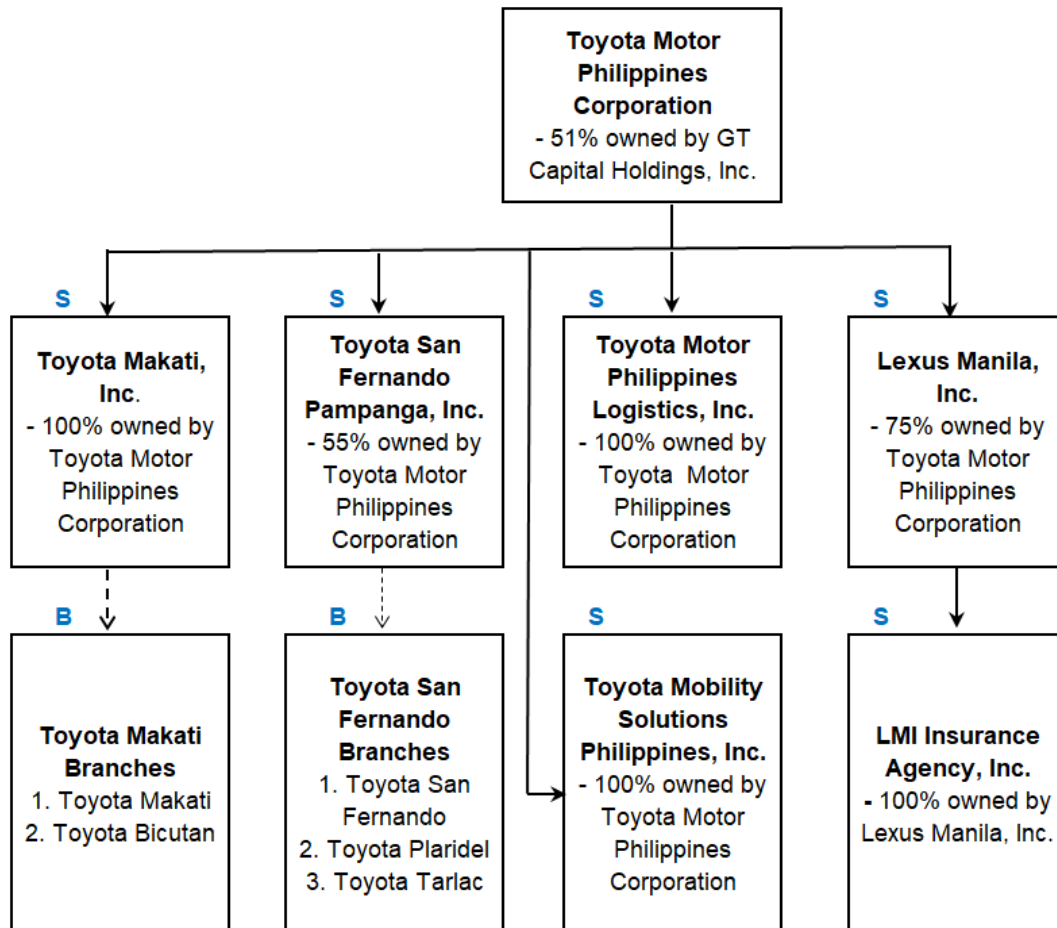 Toyota Motor
Philippines
Corporation
- 51% owned by GT
Capital Holdings, Inc.
S
Toyota Makati,
Inc.
- 100% owned by
Toyota Motor
Philippines
Corporation
S
Toyota San
Fernando
Pampanga, Inc.
- 55% owned by
Toyota Motor
Philippines
Corporation
S
Toyota Motor
Philippines
Logistics, Inc.
- 100% owned by
Toyota Motor
Philippines
Corporation
S
Lexus Manila,
Inc.
- 75% owned by
Toyota Motor
Philippines
Corporation
B
Toyota Makati
Branches
1. Toyota Makati
2. Toyota Bicutan
B
Toyota San
Fernando
Branches
1. Toyota San
Fernando
2. Toyota Plaridel
3. Toyota Tarlac
S
Toyota Mobility
Solutions
Philippines, Inc.
- 100% owned by
Toyota Motor
Philippines
Corporation
S
LMI Insurance
Agency, Inc.
- 100% owned by
Lexus Manila, Inc.